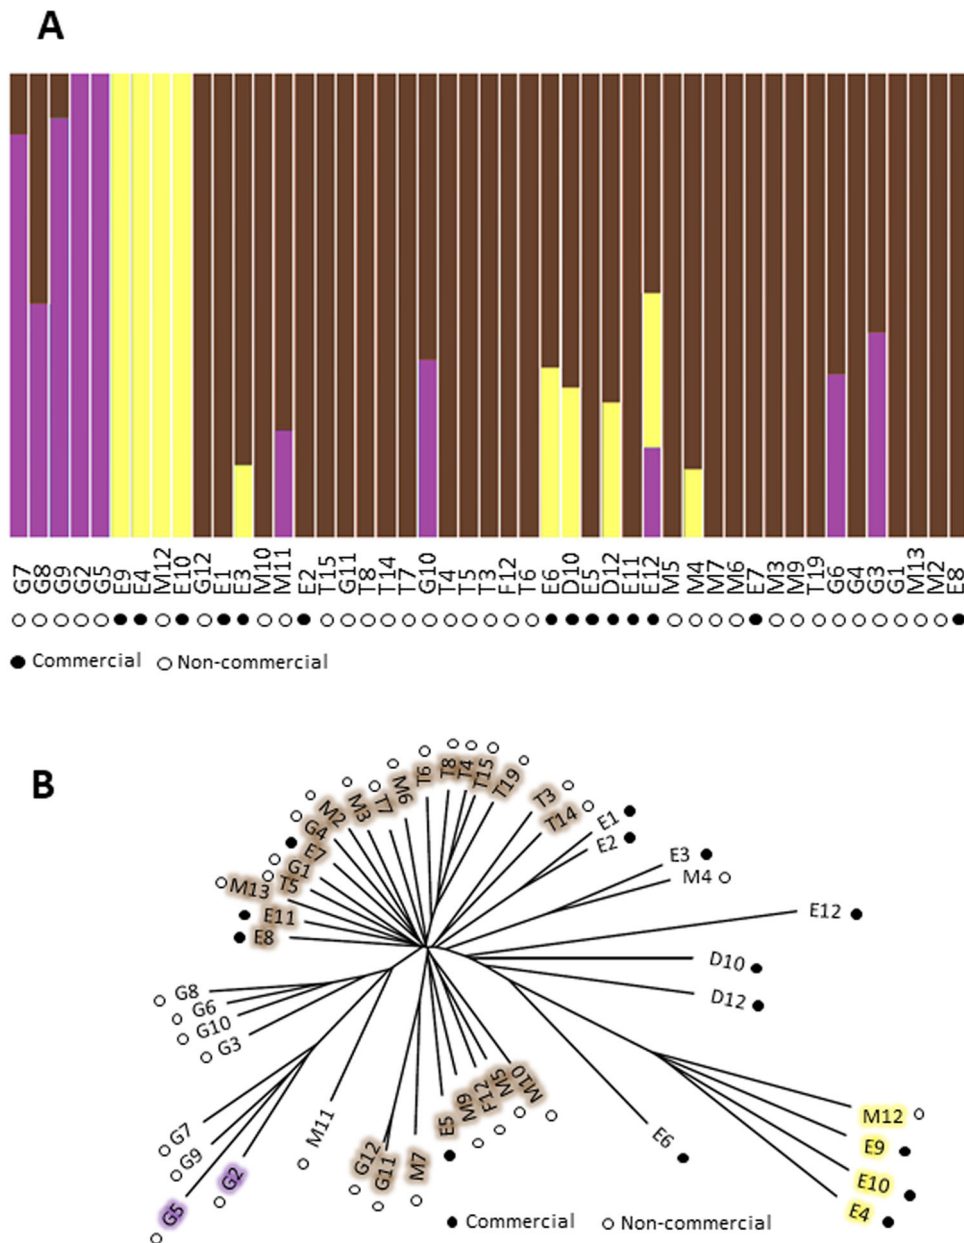 A
G7 G8 G9 G2 G5 E9 E4 M12 E10 G12 E1 E3 M10 M11 E2 T15 G11 T8 T14 T7 G10 T4 T5 T3 F12 T6 E6 D10 E5 D12 E11 E12 M5 M4 M7 M6 E7 M3 M9 T19 G6 G4 G3 G1 M13 M2 E8
Commercial Non-commercial
B
T6
T8
T4
T15
T19
M6
T7
M3
M2
G4
E7
G1
T5
M13
E11
E8
T3
T14
E1
E2
E3
M4
E12
D10
D12
G8
G6
G10
G3
G7
G9
G2
G5
M11
G12
G11
M7
E5
M9
F12
M5
M10
E6
M12
E9
E10
E4
Commercial Non-commercial